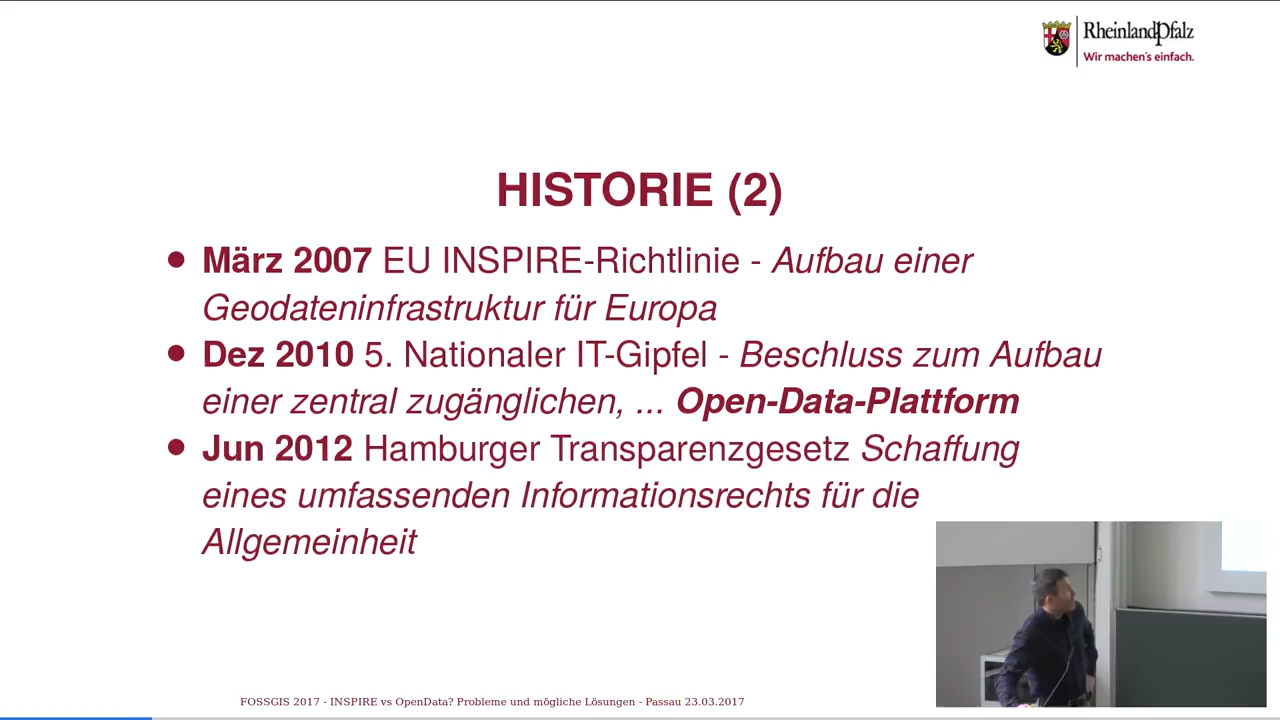 RheinlandPfalz
Wir machen's einfach.
HISTORIE (2)
• März 2007 EU INSPIRE-Richtlinie - Aufbau einer
Geodateninfrastruktur für Europa
• Dez 2010 5. Nationaler IT-Gipfel - Beschluss zum Aufbau
einer zentral zugänglichen, ... Open-Data-Plattform
• Jun 2012 Hamburger Transparenzgesetz Schaffung
eines umfassenden Informationsrechts für die
Allgemeinheit
FOSSGIS 2017 - INSPIRE vs OpenData? Probleme und mögliche Lösungen - Passau 23.03.2017